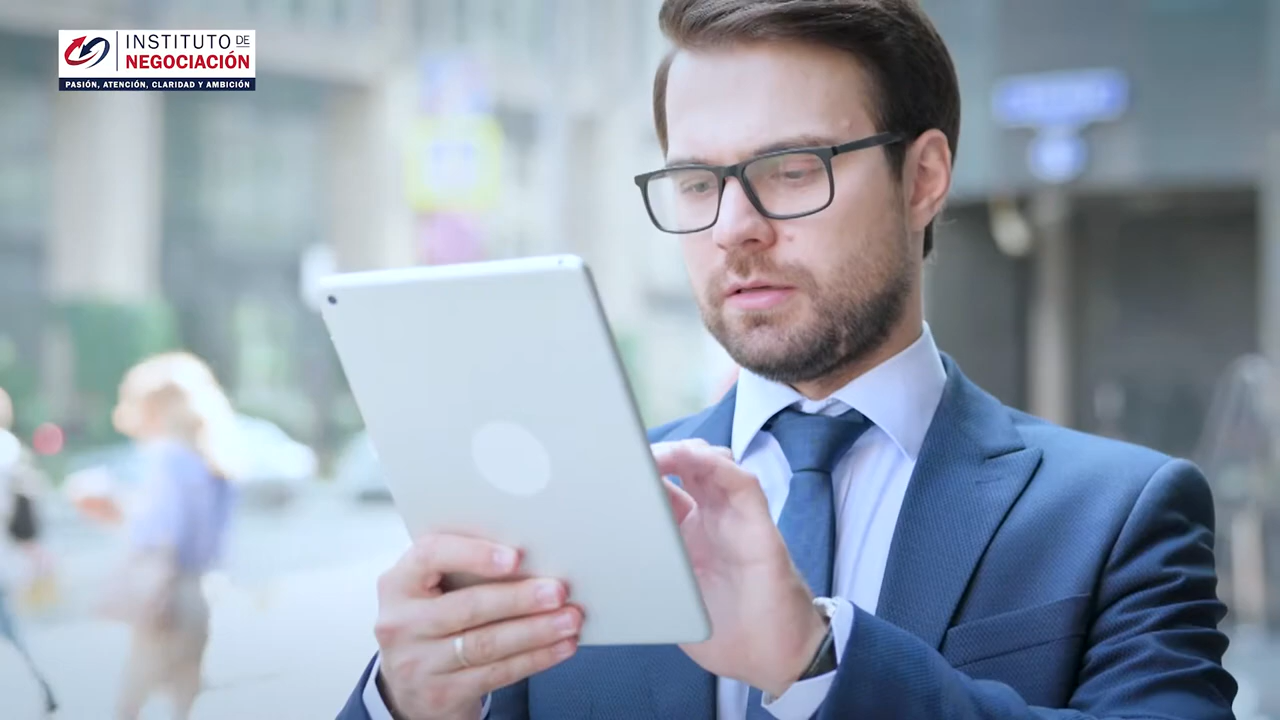 INSTITUTO DE
NEGOCIACIÓN
PASIÓN, ATENCIÓN, CLARIDAD Y AMBICIÓN